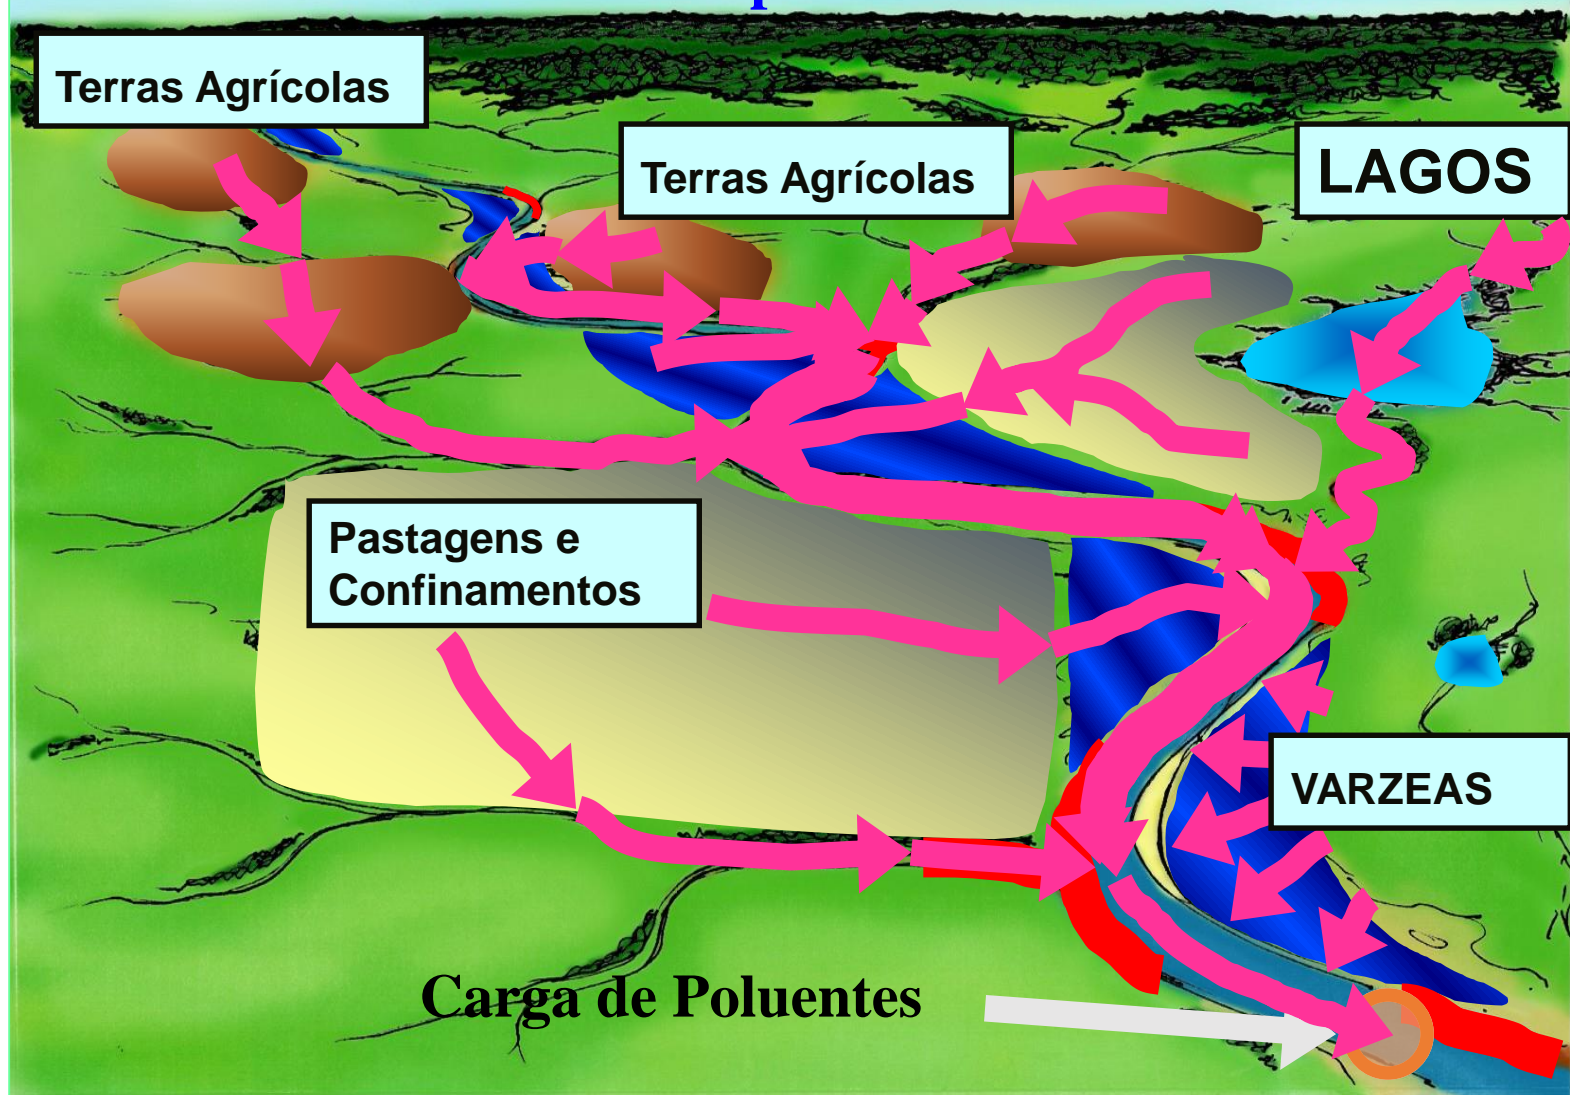 Terras Agrícolas
Terras Agrícolas
LAGOS
Pastagens e
Confinamentos
VARZEAS
Carga de Poluentes